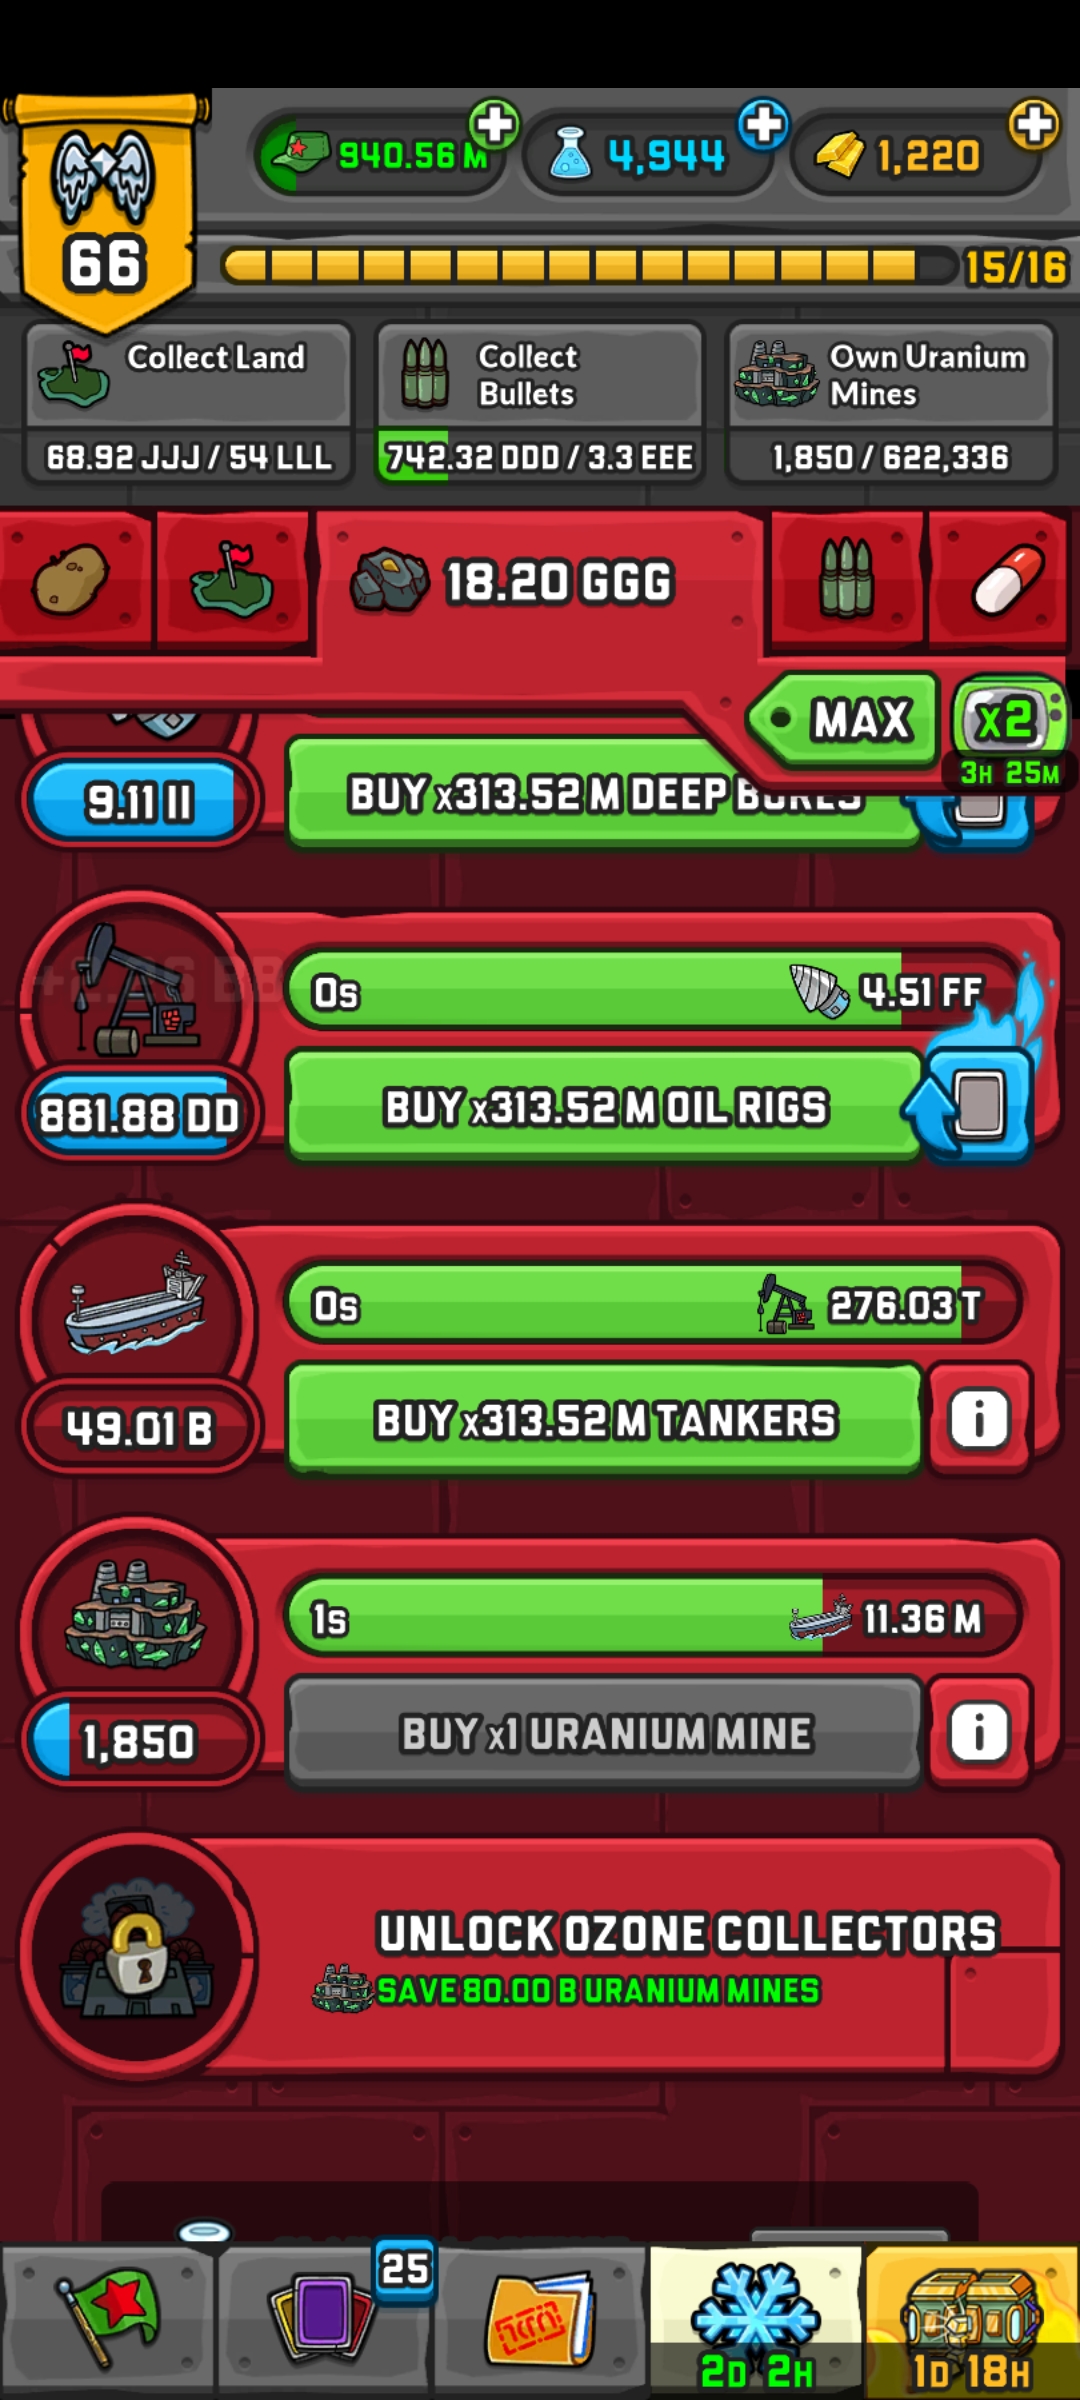 940.56 M
4,944
1,220
66
15/16
Collect Land
68.92 JJJ / 54 LLL
Collect
Bullets
742.32 DDD / 3.3 EEE
Own Uranium
Mines
1,850 / 622,336
18.20 GGG
MAX
x2
3H 25M
9.11 II
BUY x313.52 M DEEP BORES
0s
4.51 FF
881.88 DD
BUY x313.52 M OIL RIGS
0s
276.03 T
49.01 B
BUY x313.52 M TANKERS
i
1s
11.36 M
1,850
BUY x1 URANIUM MINE
i
UNLOCK OZONE COLLECTORS
SAVE 80.00 B URANIUM MINES
25
2D 2H
1D 18H